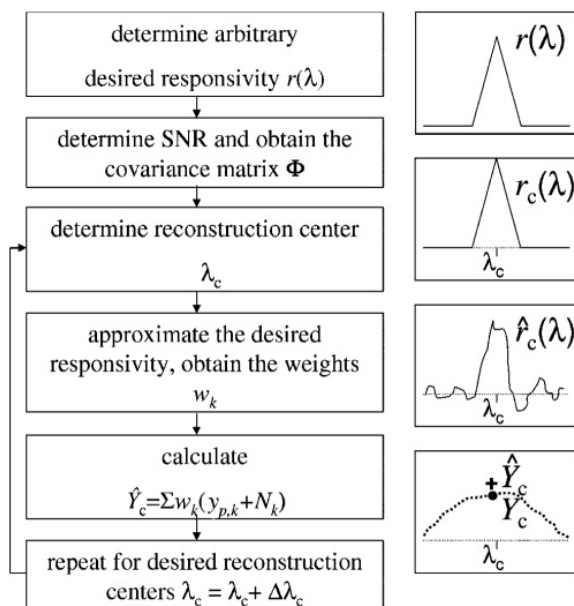 determine arbitrary
desired responsivity r(λ)
determine SNR and obtain the
covariance matrix Φ
determine reconstruction center
λc
approximate the desired
responsivity, obtain the weights
wk
calculate
Ŷc=Σwk(yp,k+Nk)
repeat for desired reconstruction
centers λc = λc + Δλc
r(λ)
rc(λ)
λc
r̂c(λ)
λc
+ Ŷc
Yc
λc